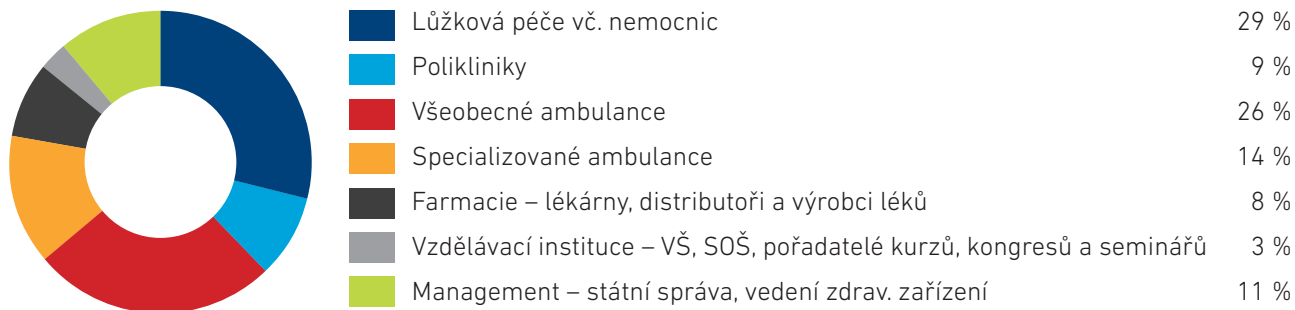 Lůžková péče vč. nemocnic 29 %
Polikliniky 9 %
Všeobecné ambulance 26 %
Specializované ambulance 14 %
Farmacie – lékárny, distributoři a výrobci léků 8 %
Vzdělávací instituce – VŠ, SOŠ, pořadatelé kurzů, kongresů a seminářů 3 %
Management – státní správa, vedení zdrav. zařízení 11 %